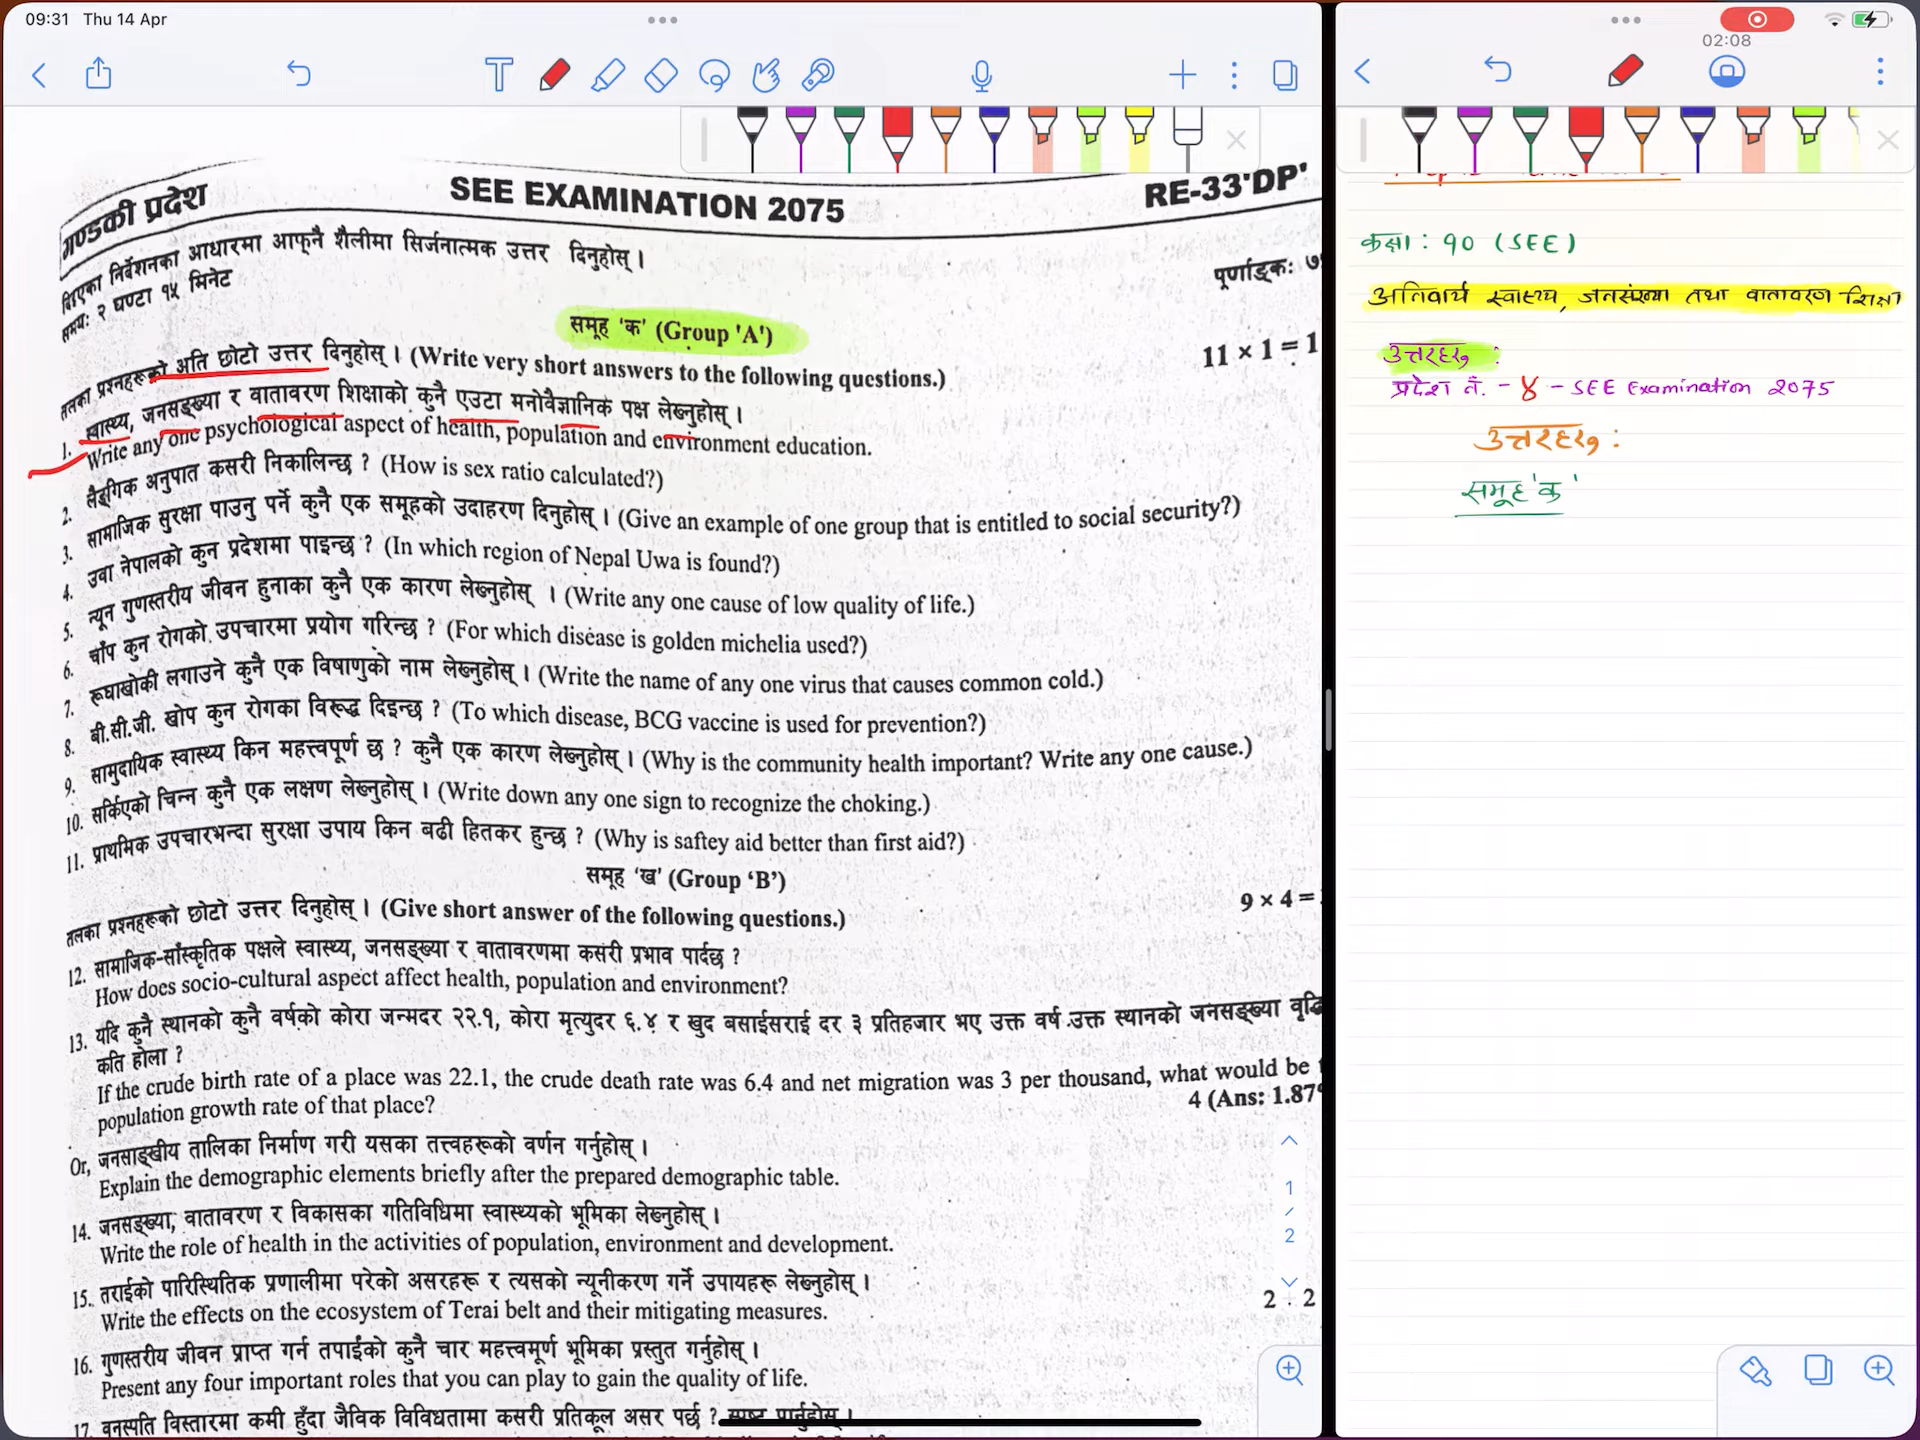 09:31 Thu 14 Apr
02:08
गण्डकी प्रदेश
SEE EXAMINATION 2075
RE-33'DP'
दिइएका निर्देशनका आधारमा आफ्नै शैलीमा सिर्जनात्मक उत्तर दिनुहोस् ।
समय: २ घण्टा १५ मिनेट
पूर्णाङ्क:
समूह ‘क’ (Group 'A')
तलका प्रश्नहरूको अति छोटो उत्तर दिनुहोस् । (Write very short answers to the following questions.)
11 × 1 = 1
1. स्वास्थ्य, जनसङ्ख्या र वातावरण शिक्षाको कुनै एउटा मनोवैज्ञानिक पक्ष लेख्नुहोस् ।
Write any one psychological aspect of health, population and environment education.
2. लैङ्गिक अनुपात कसरी निकालिन्छ ? (How is sex ratio calculated?)
3. सामाजिक सुरक्षा पाउनु पर्ने कुनै एक समूहको उदाहरण दिनुहोस् । (Give an example of one group that is entitled to social security?)
4. उवा नेपालको कुन प्रदेशमा पाइन्छ ? (In which region of Nepal Uwa is found?)
5. न्यून गुणस्तरीय जीवन हुनाका कुनै एक कारण लेख्नुहोस् । (Write any one cause of low quality of life.)
6. चाँप कुन रोगको उपचारमा प्रयोग गरिन्छ ? (For which disease is golden michelia used?)
7. रूघाखोकी लगाउने कुनै एक विषाणुको नाम लेख्नुहोस् । (Write the name of any one virus that causes common cold.)
8. बी.सी.जी. खोप कुन रोगका विरूद्ध दिइन्छ ? (To which disease, BCG vaccine is used for prevention?)
9. सामुदायिक स्वास्थ्य किन महत्त्वपूर्ण छ ? कुनै एक कारण लेख्नुहोस् । (Why is the community health important? Write any one cause.)
10. सर्किएको चिन्न कुनै एक लक्षण लेख्नुहोस् । (Write down any one sign to recognize the choking.)
11. प्राथमिक उपचारभन्दा सुरक्षा उपाय किन बढी हितकर हुन्छ ? (Why is saftey aid better than first aid?)
समूह ‘ख’ (Group ‘B’)
तलका प्रश्नहरूको छोटो उत्तर दिनुहोस् । (Give short answer of the following questions.)
9 × 4 =
12. सामाजिक-साँस्कृतिक पक्षले स्वास्थ्य, जनसङ्ख्या र वातावरणमा कसरी प्रभाव पार्दछ ?
How does socio-cultural aspect affect health, population and environment?
13. यदि कुनै स्थानको कुनै वर्षको कोरा जन्मदर २२.१, कोरा मृत्युदर ६.४ र खुद बसाईसराई दर ३ प्रतिहजार भए उक्त वर्ष उक्त स्थानको जनसङ्ख्या वृद्धि
कति होला ?
If the crude birth rate of a place was 22.1, the crude death rate was 6.4 and net migration was 3 per thousand, what would be
population growth rate of that place?
4 (Ans: 1.87
Or, जनसाङ्खीय तालिका निर्माण गरी यसका तत्त्वहरूको वर्णन गर्नुहोस् ।
Explain the demographic elements briefly after the prepared demographic table.
14. जनसङ्ख्या, वातावरण र विकासका गतिविधिमा स्वास्थ्यको भूमिका लेख्नुहोस् ।
Write the role of health in the activities of population, environment and development.
15. तराईको पारिस्थितिक प्रणालीमा परेको असरहरू र त्यसको न्यूनीकरण गर्ने उपायहरू लेख्नुहोस् ।
Write the effects on the ecosystem of Terai belt and their mitigating measures.
2 2
16. गुणस्तरीय जीवन प्राप्त गर्न तपाईंको कुनै चार महत्त्वमूर्ण भूमिका प्रस्तुत गर्नुहोस् ।
Present any four important roles that you can play to gain the quality of life.
17. वनस्पति विस्तारमा कमी हुँदा जैविक विविधतामा कसरी प्रतिकूल असर पर्छ ? स्पष्ट पार्नुहोस् ।
1
/
2
कक्षा : १० (SEE)
अनिवार्य स्वास्थ्य, जनसंख्या तथा वातावरण शिक्षा
उत्तरहरू :
प्रदेश नं. - ४ - SEE Examination 2075
उत्तरहरू :
समूह 'क'